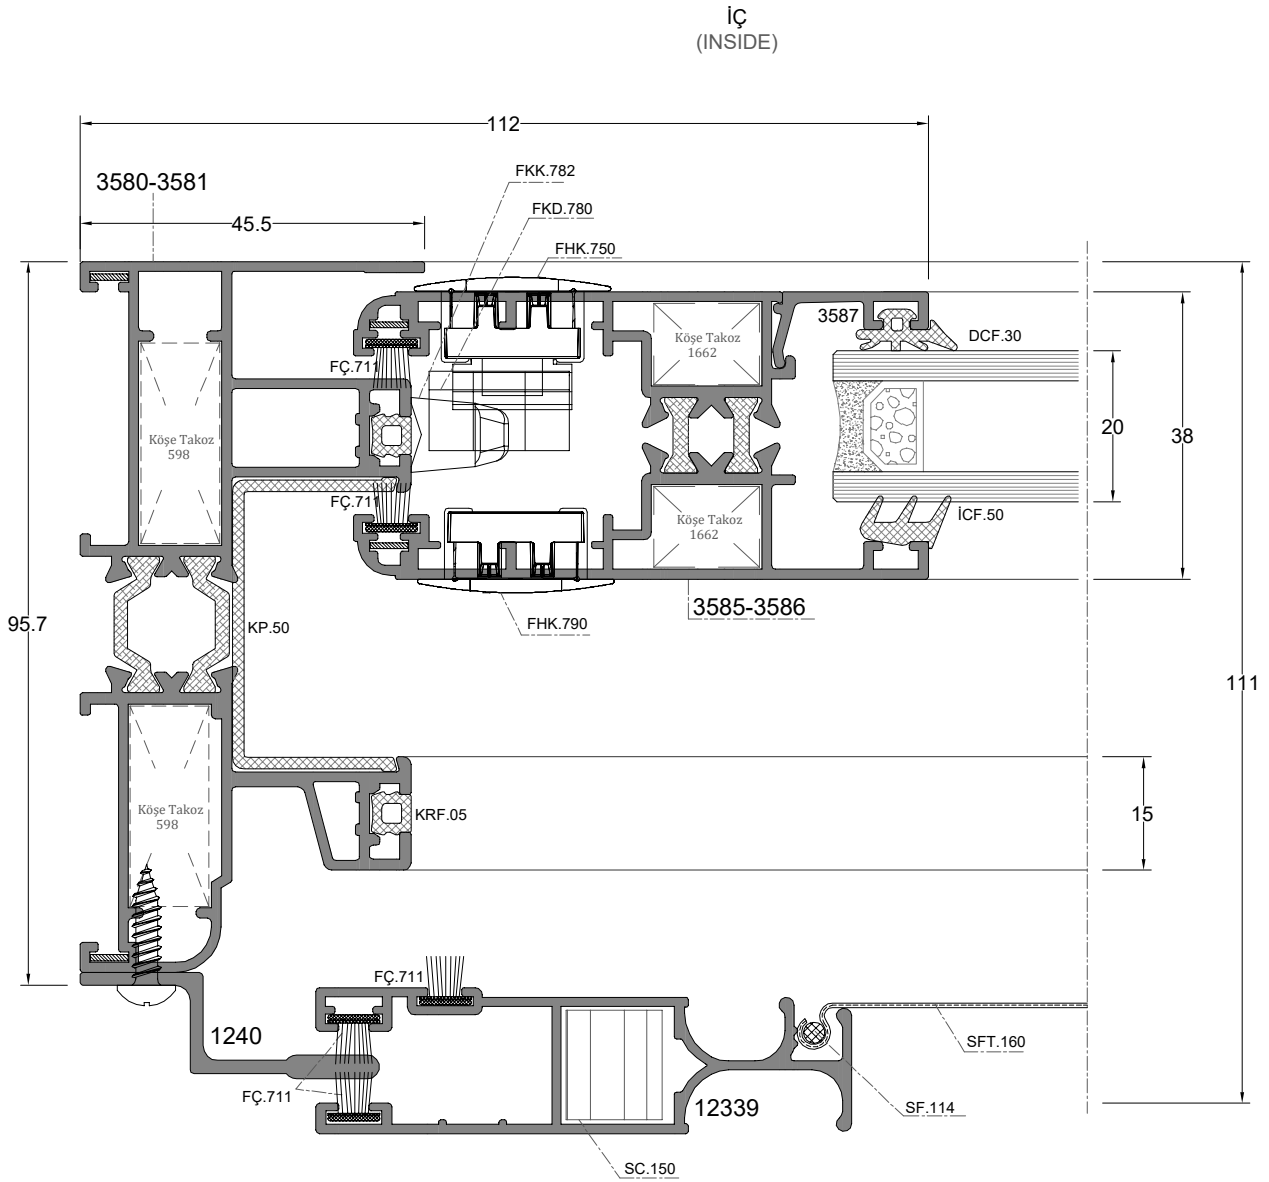 İÇ
(INSIDE)
112
FKK.782
3580-3581
FKD.780
45.5
FHK.750
3587
DCF.30
Köşe Takoz
1662
FÇ.711
20
38
Köşe Takoz
598
FÇ.711
İCF.50
Köşe Takoz
1662
3585-3586
95.7
KP.50
FHK.790
111
Köşe Takoz
598
KRF.05
15
FÇ.711
1240
SFT.160
FÇ.711
12339
SF.114
SC.150